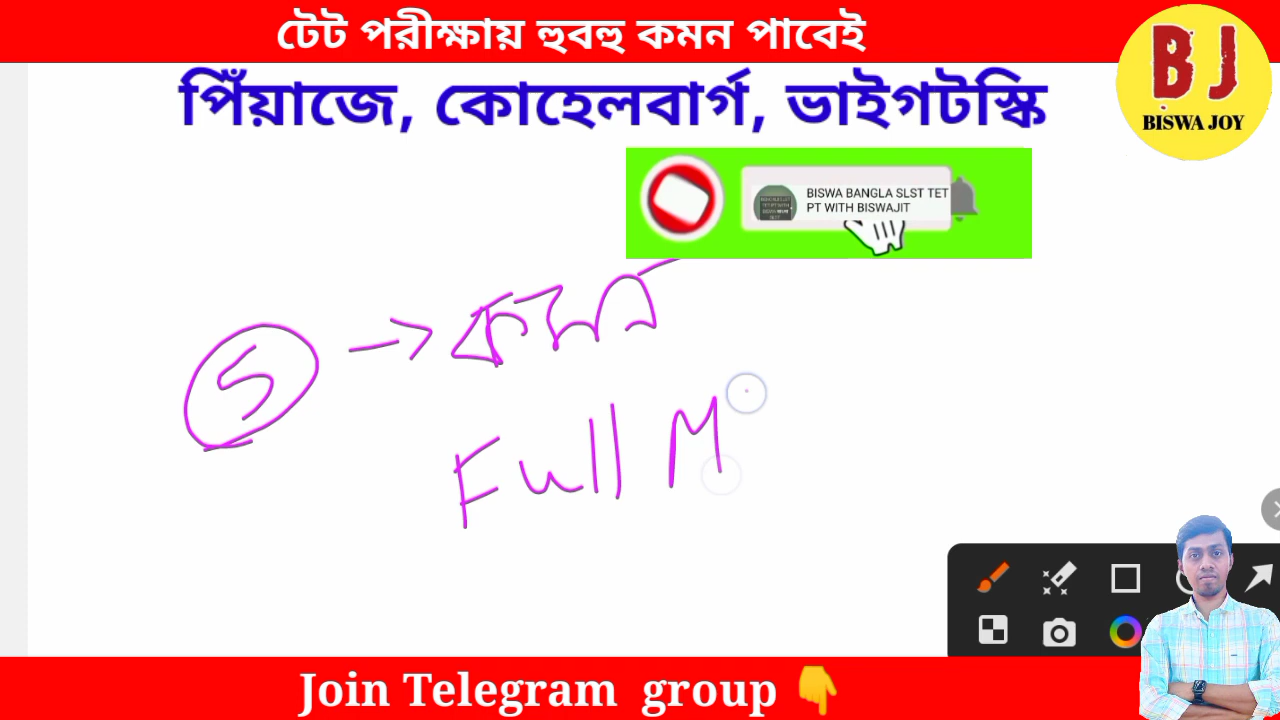 টেট পরীক্ষায় হুবহু কমন পাবেই
BJ
BISWA JOY
পিঁয়াজে, কোহেলবার্গ, ভাইগটস্কি
BISWA BANGLA SLST TET
PT WITH BISWAJIT
5 → কমন
Full M
Join Telegram group 👇